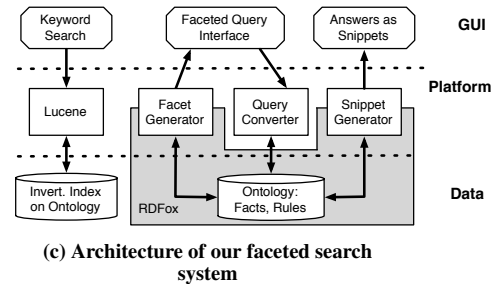 Keyword
Search
Faceted Query
Interface
Answers as
Snippets
GUI
Platform
Lucene
Facet
Generator
Query
Converter
Snippet
Generator
Invert. Index
on Ontology
RDFox
Ontology:
Facts, Rules
Data
(c) Architecture of our faceted search
system